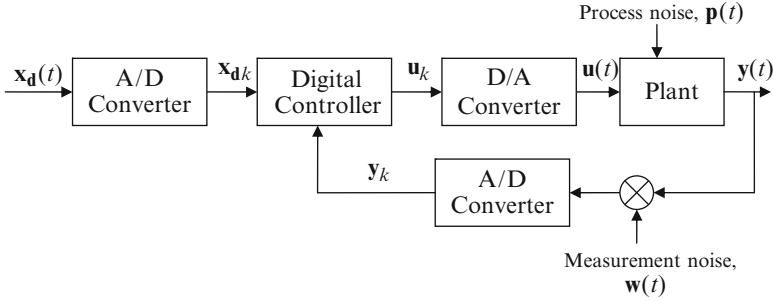 Process noise, p(t)
x_d(t)
A/D
Converter
x_dk
Digital
Controller
u_k
D/A
Converter
u(t)
Plant
y(t)
y_k
A/D
Converter
Measurement noise,
w(t)